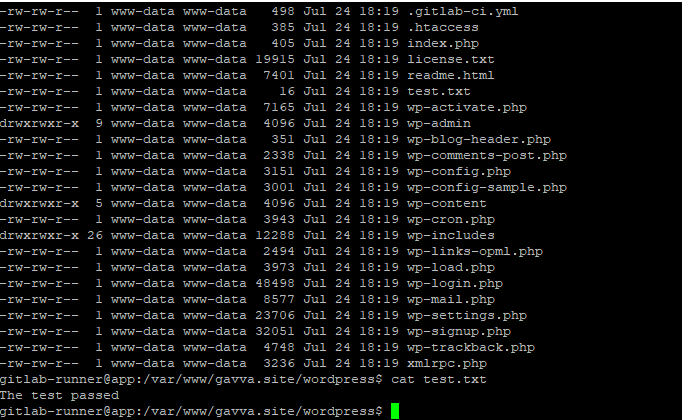 -rw-rw-r--  1 www-data www-data   498 Jul 24 18:19 .gitlab-ci.yml
-rw-rw-r--  1 www-data www-data   385 Jul 24 18:19 .htaccess
-rw-rw-r--  1 www-data www-data   405 Jul 24 18:19 index.php
-rw-rw-r--  1 www-data www-data 19915 Jul 24 18:19 license.txt
-rw-rw-r--  1 www-data www-data  7401 Jul 24 18:19 readme.html
-rw-rw-r--  1 www-data www-data    16 Jul 24 18:19 test.txt
-rw-rw-r--  1 www-data www-data  7165 Jul 24 18:19 wp-activate.php
drwxrwxr-x  9 www-data www-data  4096 Jul 24 18:19 wp-admin
-rw-rw-r--  1 www-data www-data   351 Jul 24 18:19 wp-blog-header.php
-rw-rw-r--  1 www-data www-data  2338 Jul 24 18:19 wp-comments-post.php
-rw-rw-r--  1 www-data www-data  3151 Jul 24 18:19 wp-config.php
-rw-rw-r--  1 www-data www-data  3001 Jul 24 18:19 wp-config-sample.php
drwxrwxr-x  5 www-data www-data  4096 Jul 24 18:19 wp-content
-rw-rw-r--  1 www-data www-data  3943 Jul 24 18:19 wp-cron.php
drwxrwxr-x 26 www-data www-data 12288 Jul 24 18:19 wp-includes
-rw-rw-r--  1 www-data www-data  2494 Jul 24 18:19 wp-links-opml.php
-rw-rw-r--  1 www-data www-data  3973 Jul 24 18:19 wp-load.php
-rw-rw-r--  1 www-data www-data 48498 Jul 24 18:19 wp-login.php
-rw-rw-r--  1 www-data www-data  8577 Jul 24 18:19 wp-mail.php
-rw-rw-r--  1 www-data www-data 23706 Jul 24 18:19 wp-settings.php
-rw-rw-r--  1 www-data www-data 32051 Jul 24 18:19 wp-signup.php
-rw-rw-r--  1 www-data www-data  4748 Jul 24 18:19 wp-trackback.php
-rw-rw-r--  1 www-data www-data  3236 Jul 24 18:19 xmlrpc.php
gitlab-runner@app:/var/www/gavva.site/wordpress$ cat test.txt
The test passed
gitlab-runner@app:/var/www/gavva.site/wordpress$